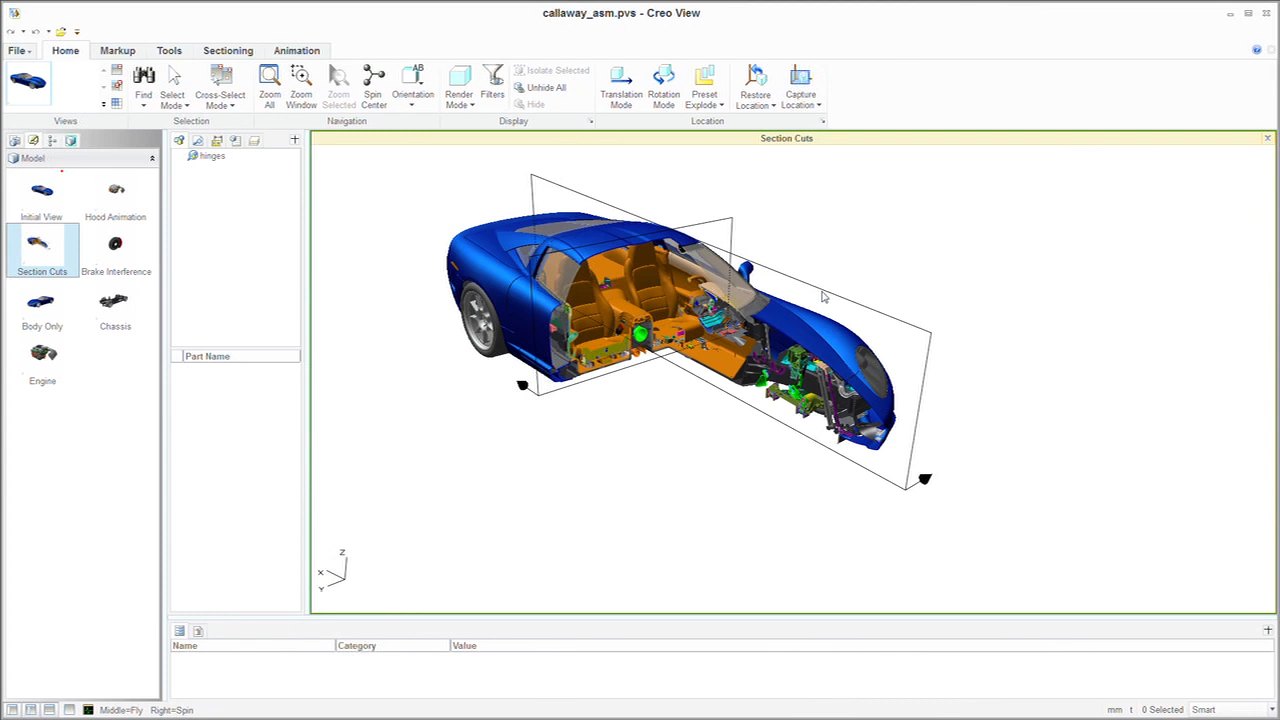 callaway_asm.pvs - Creo View
File Home Markup Tools Sectioning Animation
Find
Select Mode
Cross-Select Mode
Zoom All
Zoom Window
Zoom Selected
Spin Center
Orientation
Render Mode
Filters
Isolate Selected
Unhide All
Hide
Translation Mode
Rotation Mode
Preset Explode
Restore Location
Capture Location
Views Selection Navigation Display Location
Section Cuts
Model
hinges
Initial View
Hood Animation
Section Cuts
Brake Interference
Body Only
Chassis
Engine
Part Name
AB
Z
X
Y
Name Category Value
Middle=Fly Right=Spin
mm t 0 Selected Smart